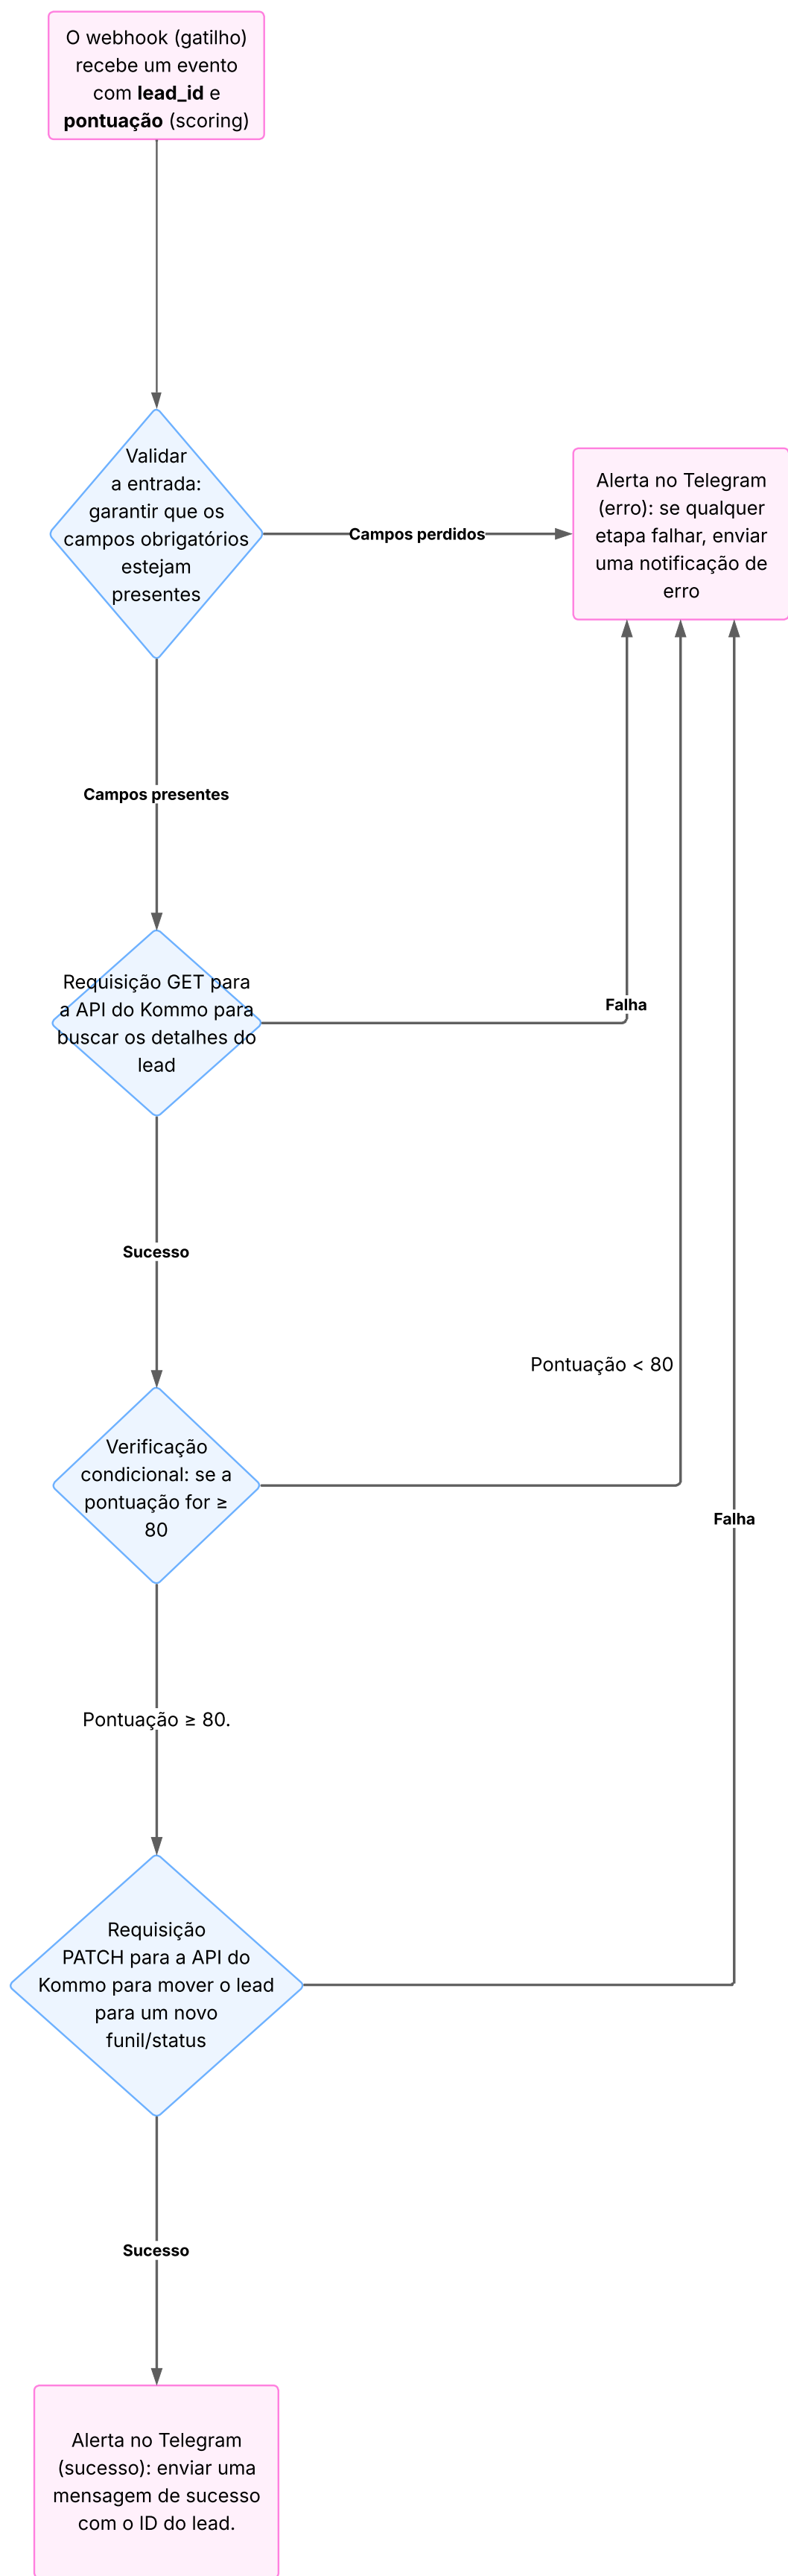 O webhook (gatilho)
recebe um evento
com lead_id e
pontuação (scoring)
Validar
a entrada:
garantir que os
campos obrigatórios
estejam
presentes
Campos perdidos
Alerta no Telegram
(erro): se qualquer
etapa falhar, enviar
uma notificação de
erro
Campos presentes
Requisição GET para
a API do Kommo para
buscar os detalhes do
lead
Falha
Sucesso
Pontuação < 80
Verificação
condicional: se a
pontuação for ≥
80
Falha
Pontuação ≥ 80.
Requisição
PATCH para a API do
Kommo para mover o lead
para um novo
funil/status
Sucesso
Alerta no Telegram
(sucesso): enviar uma
mensagem de sucesso
com o ID do lead.